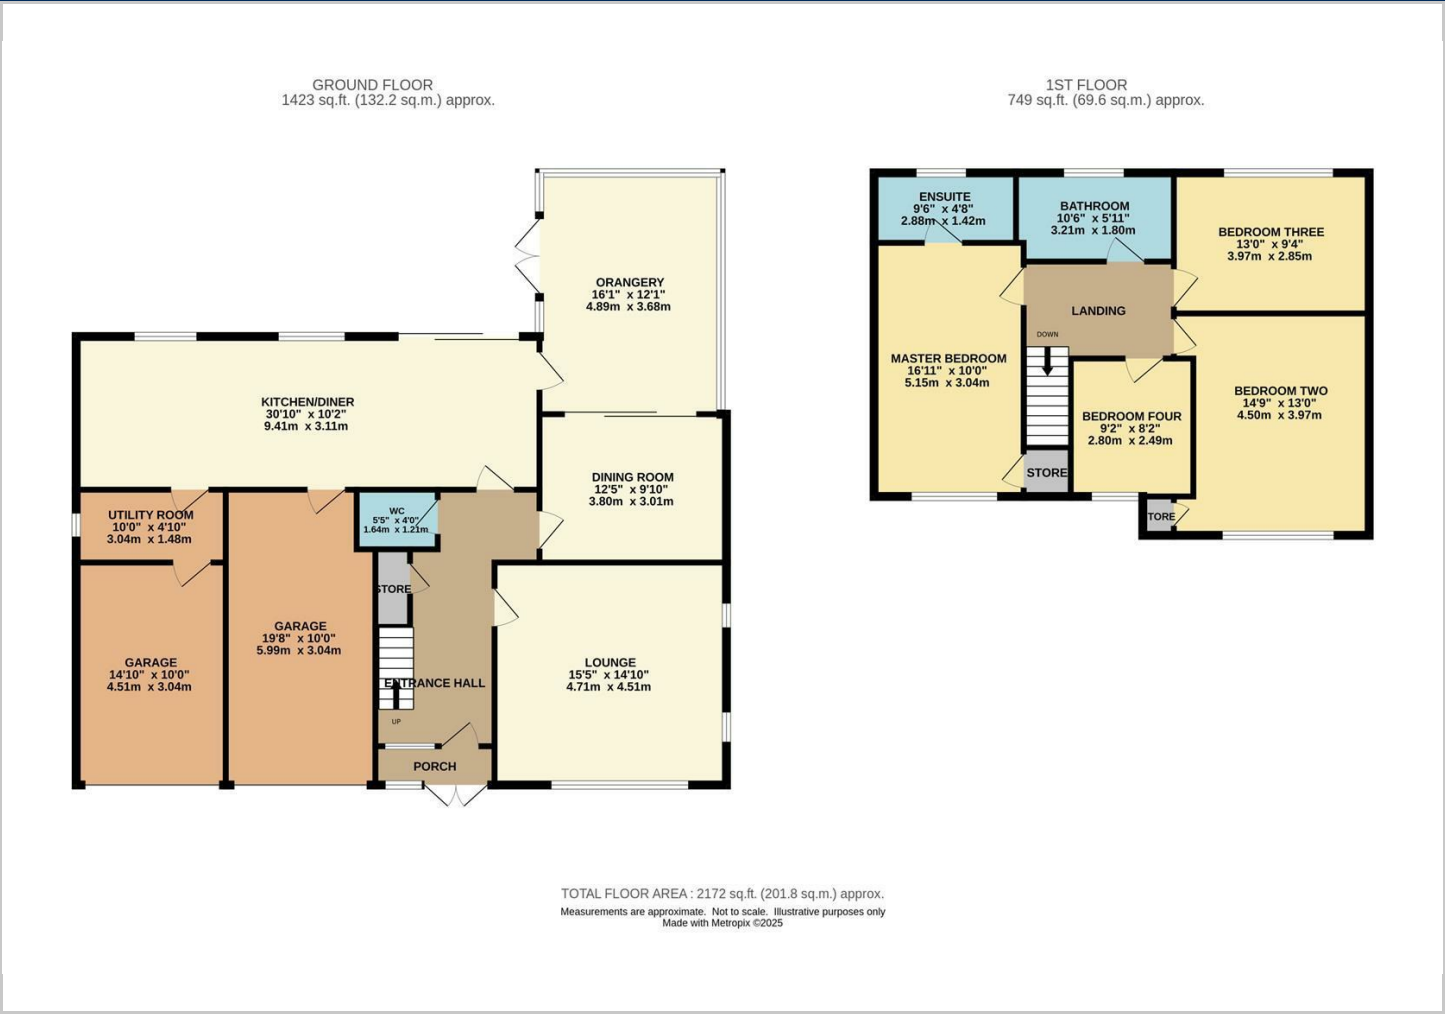 GROUND FLOOR
1423 sq.ft. (132.2 sq.m.) approx.
1ST FLOOR
749 sq.ft. (69.6 sq.m.) approx.
ORANGERY
16'1" x 12'1"
4.89m x 3.68m
KITCHEN/DINER
30'10" x 10'2"
9.41m x 3.11m
DINING ROOM
12'5" x 9'10"
3.80m x 3.01m
UTILITY ROOM
10'0" x 4'10"
3.04m x 1.48m
WC
5'5" x 4'0"
1.64m x 1.21m
STORE
GARAGE
19'8" x 10'0"
5.99m x 3.04m
GARAGE
14'10" x 10'0"
4.51m x 3.04m
LOUNGE
15'5" x 14'10"
4.71m x 4.51m
ENTRANCE HALL
UP
PORCH
ENSUITE
9'6" x 4'8"
2.88m x 1.42m
BATHROOM
10'6" x 5'11"
3.21m x 1.80m
BEDROOM THREE
13'0" x 9'4"
3.97m x 2.85m
LANDING
DOWN
MASTER BEDROOM
16'11" x 10'0"
5.15m x 3.04m
BEDROOM TWO
14'9" x 13'0"
4.50m x 3.97m
BEDROOM FOUR
9'2" x 8'2"
2.80m x 2.49m
STORE
TORE
TOTAL FLOOR AREA : 2172 sq.ft. (201.8 sq.m.) approx.
Measurements are approximate. Not to scale. Illustrative purposes only
Made with Metropix ©2025